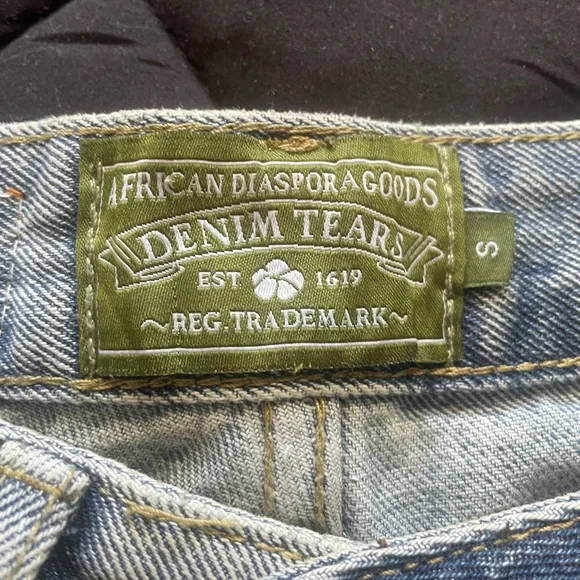 AFRICAN DIASPORA GOODS
DENIM TEARS
EST. 1619
~REG.TRADEMARK~
S